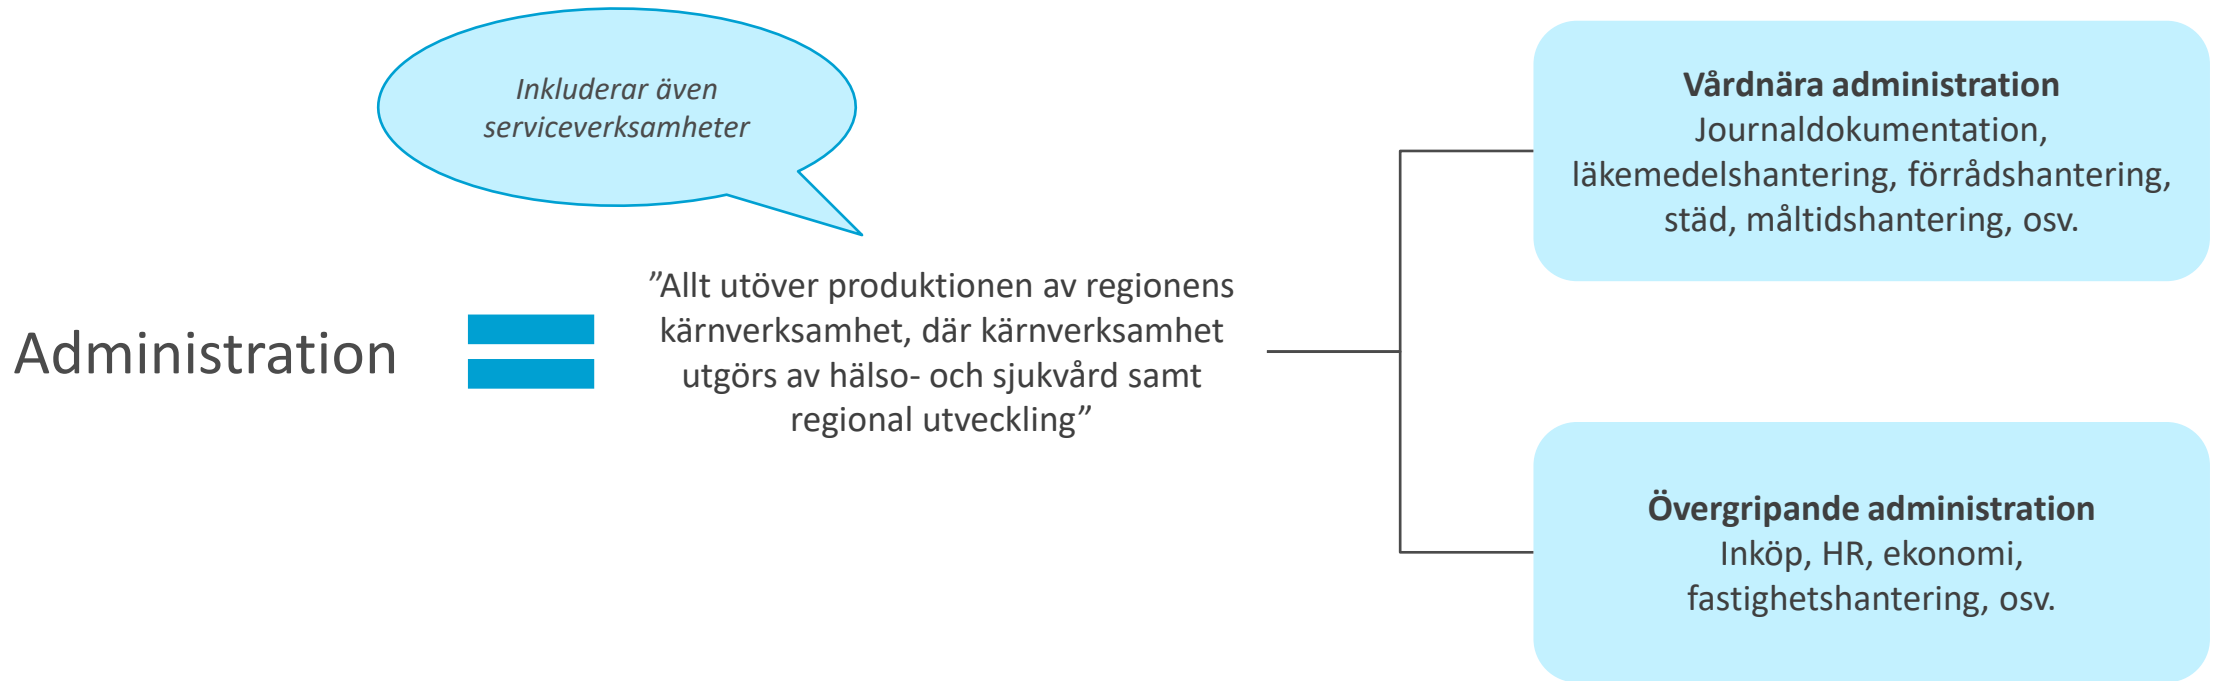 Inkluderar även
serviceverksamheter
Administration
”Allt utöver produktionen av regionens
kärnverksamhet, där kärnverksamhet
utgörs av hälso- och sjukvård samt
regional utveckling”
Vårdnära administration
Journaldokumentation,
läkemedelshantering, förrådshantering,
städ, måltidshantering, osv.
Övergripande administration
Inköp, HR, ekonomi,
fastighetshantering, osv.